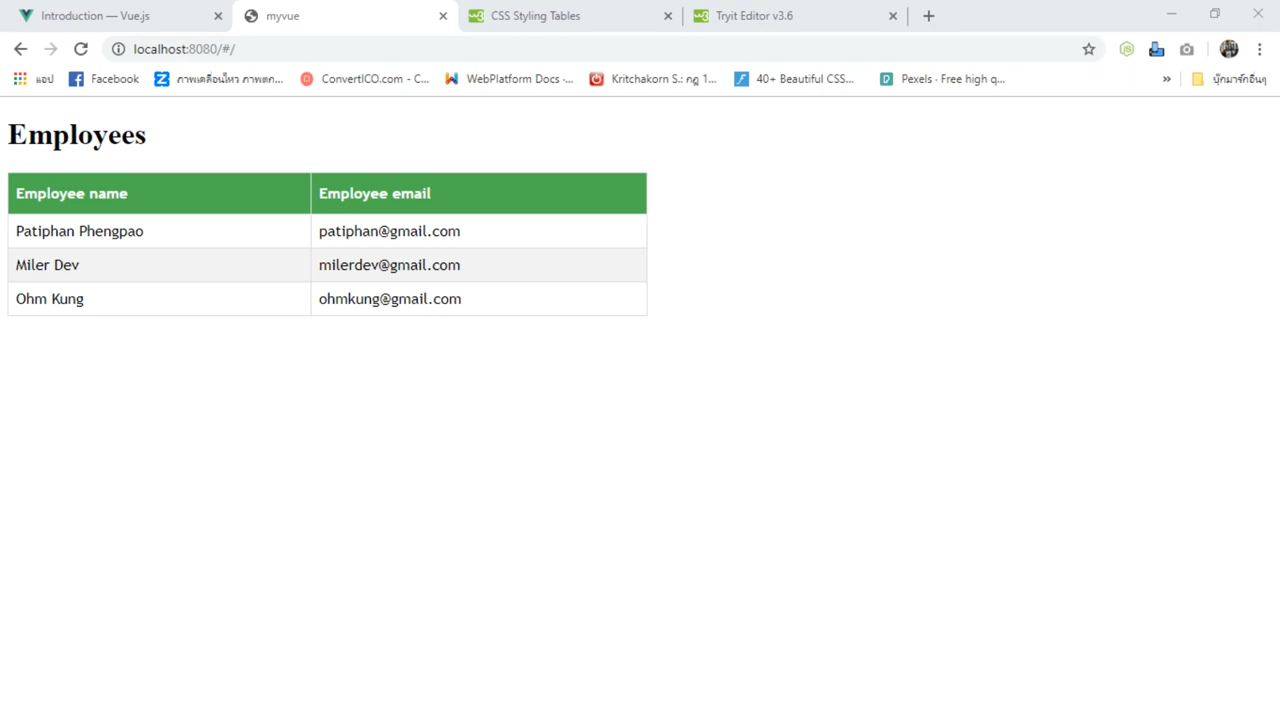 Introduction — Vue.js
myvue
CSS Styling Tables
Tryit Editor v3.6
localhost:8080/#/
แอป
Facebook
ภาพเคลื่อนไหว ภาพตก...
ConvertICO.com - C...
WebPlatform Docs -...
Kritchakorn S.: กฎ 1...
40+ Beautiful CSS...
Pexels · Free high q...
»
บุ๊กมาร์กอื่นๆ
Employees
Employee name Employee email
Patiphan Phengpao patiphan@gmail.com
Miler Dev milerdev@gmail.com
Ohm Kung ohmkung@gmail.com